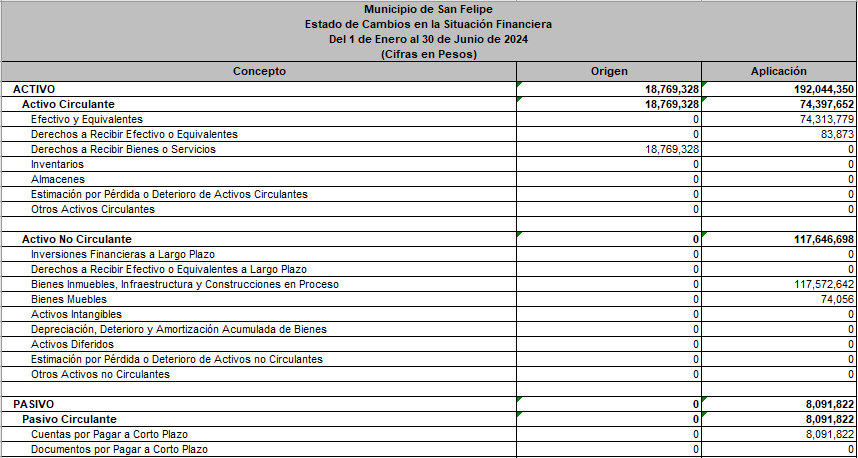 Municipio de San Felipe
Estado de Cambios en la Situación Financiera
Del 1 de Enero al 30 de Junio de 2024
(Cifras en Pesos)
Concepto Origen Aplicación
ACTIVO 18,769,328 192,044,350
Activo Circulante 18,769,328 74,397,652
Efectivo y Equivalentes 0 74,313,779
Derechos a Recibir Efectivo o Equivalentes 0 83,873
Derechos a Recibir Bienes o Servicios 18,769,328 0
Inventarios 0 0
Almacenes 0 0
Estimación por Pérdida o Deterioro de Activos Circulantes 0 0
Otros Activos Circulantes 0 0
Activo No Circulante 0 117,646,698
Inversiones Financieras a Largo Plazo 0 0
Derechos a Recibir Efectivo o Equivalentes a Largo Plazo 0 0
Bienes Inmuebles, Infraestructura y Construcciones en Proceso 0 117,572,642
Bienes Muebles 0 74,056
Activos Intangibles 0 0
Depreciación, Deterioro y Amortización Acumulada de Bienes 0 0
Activos Diferidos 0 0
Estimación por Pérdida o Deterioro de Activos no Circulantes 0 0
Otros Activos no Circulantes 0 0
PASIVO 0 8,091,822
Pasivo Circulante 0 8,091,822
Cuentas por Pagar a Corto Plazo 0 8,091,822
Documentos por Pagar a Corto Plazo 0 0